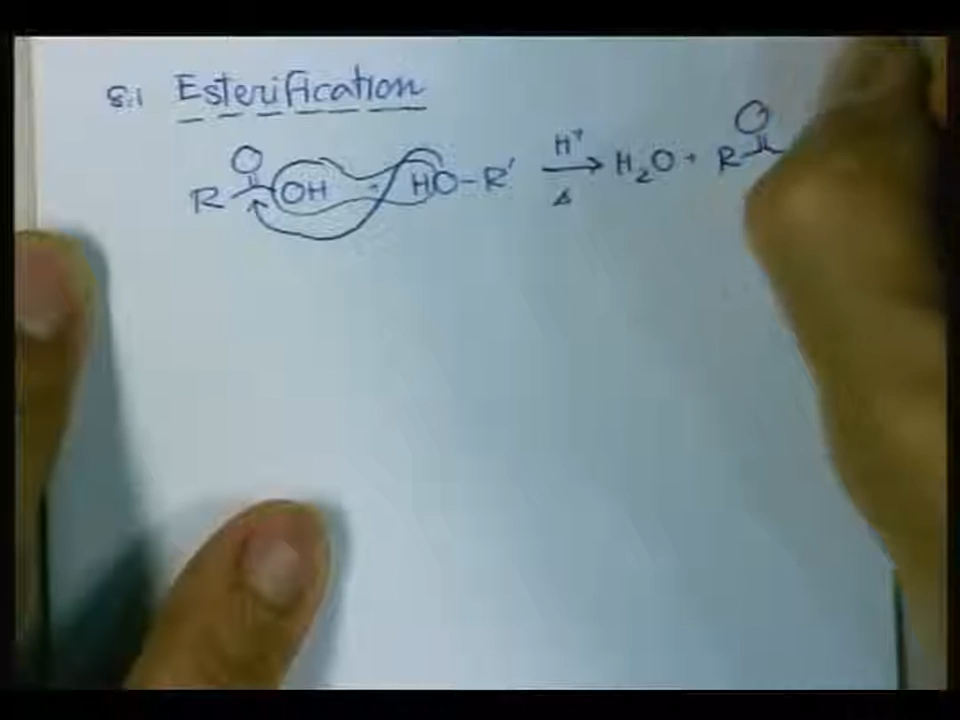 8.1 Esterification
R O OH + HO-R' H⁺ Δ → H₂O + R O